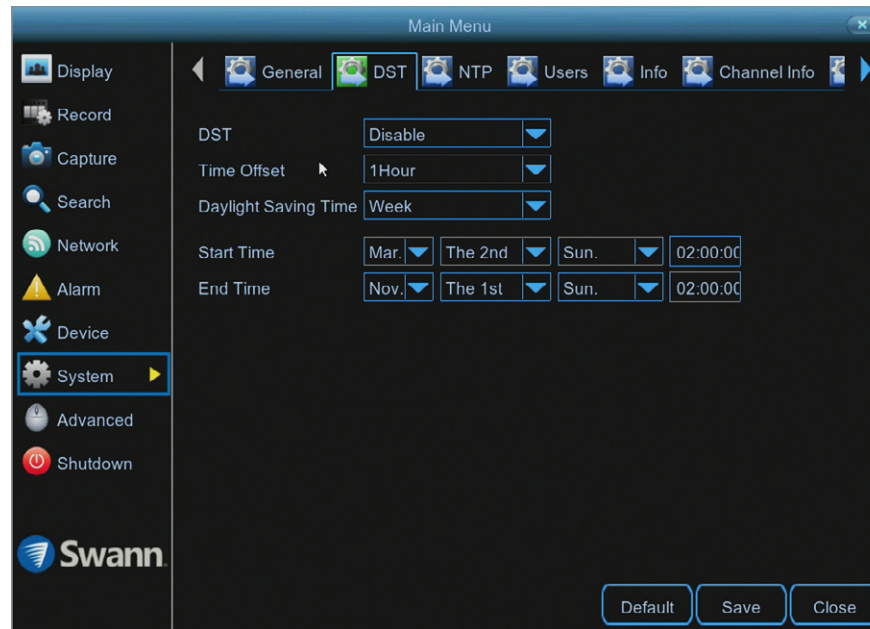 Main Menu
Display
Record
Capture
Search
Network
Alarm
Device
System
Advanced
Shutdown
Swann
General DST NTP Users Info Channel Info
DST Disable
Time Offset 1Hour
Daylight Saving Time Week
Start Time Mar. The 2nd Sun. 02:00:00
End Time Nov. The 1st Sun. 02:00:00
Default Save Close